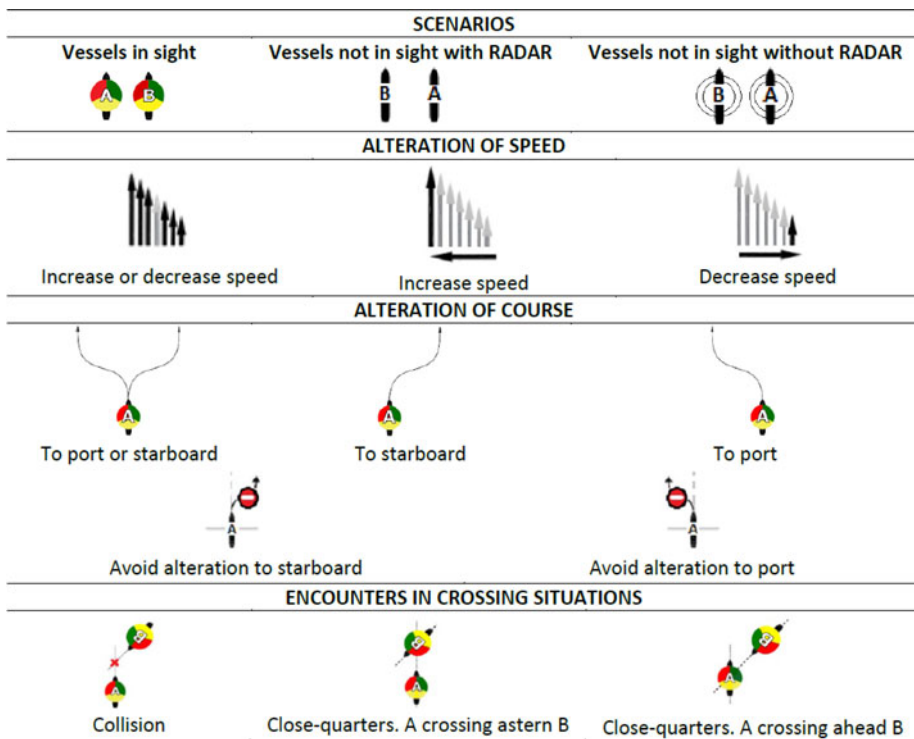 SCENARIOS
Vessels in sight Vessels not in sight with RADAR Vessels not in sight without RADAR
A B B A B A
ALTERATION OF SPEED
Increase or decrease speed Increase speed Decrease speed
ALTERATION OF COURSE
A A A
To port or starboard To starboard To port
A A
Avoid alteration to starboard Avoid alteration to port
ENCOUNTERS IN CROSSING SITUATIONS
B B B
A A A
Collision Close-quarters. A crossing astern B Close-quarters. A crossing ahead B